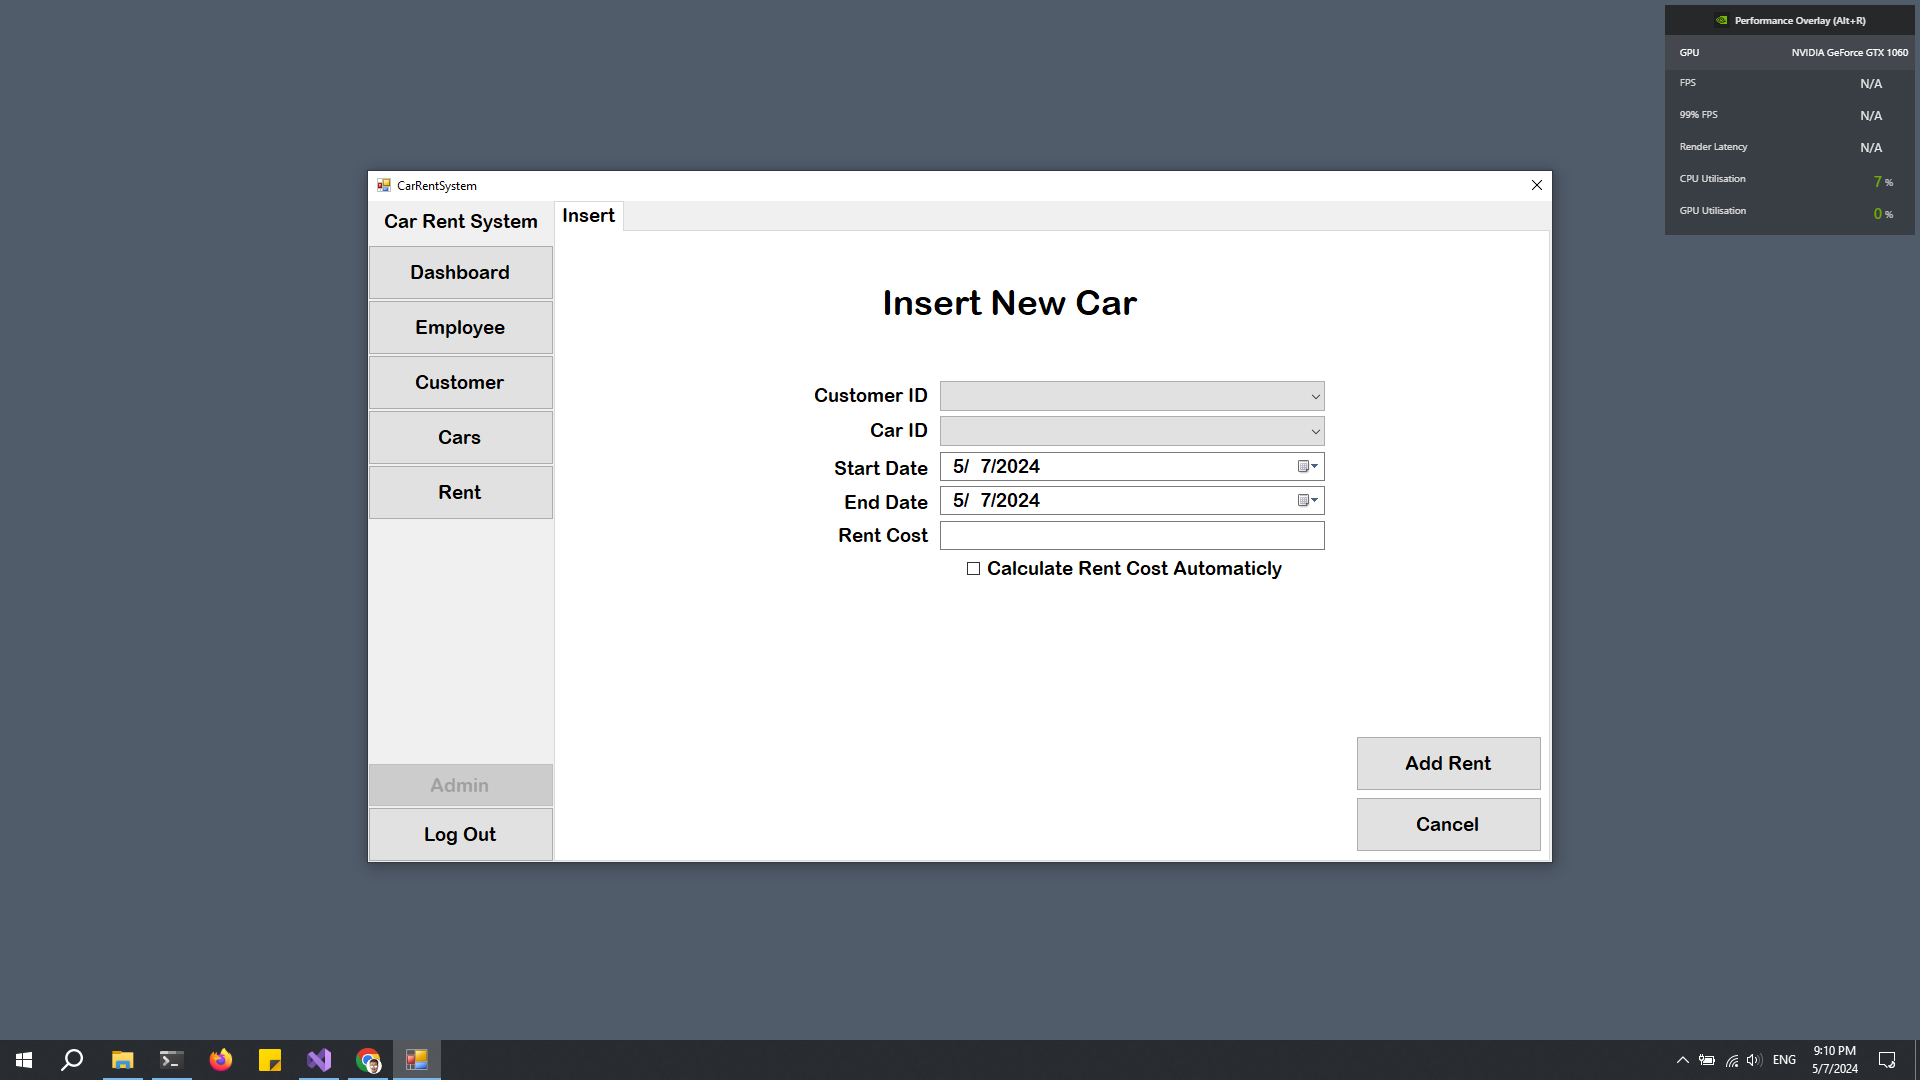 Performance Overlay (Alt+R)
GPU NVIDIA GeForce GTX 1060
FPS N/A
99% FPS N/A
Render Latency N/A
CPU Utilisation 7 %
GPU Utilisation 0 %
CarRentSystem
Car Rent System
Insert
Dashboard
Employee
Customer
Cars
Rent
Admin
Log Out
Insert New Car
Customer ID
Car ID
Start Date 5/ 7/2024
End Date 5/ 7/2024
Rent Cost
Calculate Rent Cost Automaticly
Add Rent
Cancel
ENG
9:10 PM
5/7/2024